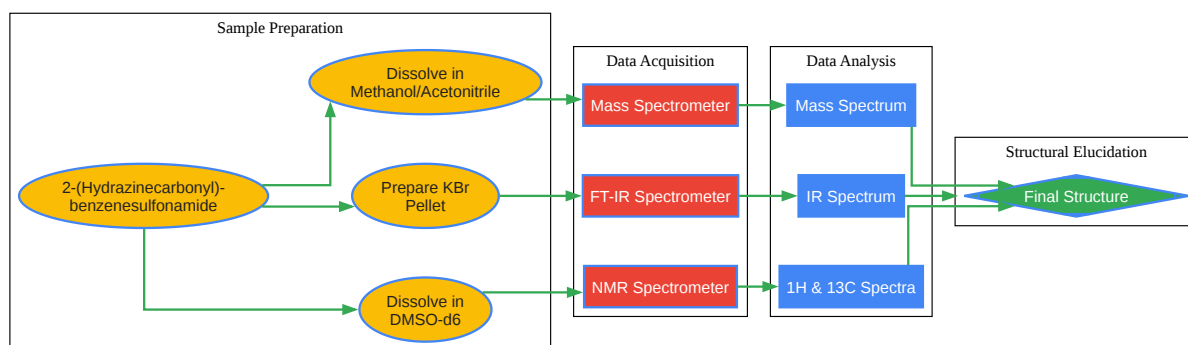 Sample Preparation
Dissolve in
Methanol/Acetonitrile
2-(Hydrazinecarbonyl)-
benzenesulfonamide
Prepare KBr
Pellet
Dissolve in
DMSO-d6
Data Acquisition
Mass Spectrometer
FT-IR Spectrometer
NMR Spectrometer
Data Analysis
Mass Spectrum
IR Spectrum
1H & 13C Spectra
Structural Elucidation
Final Structure